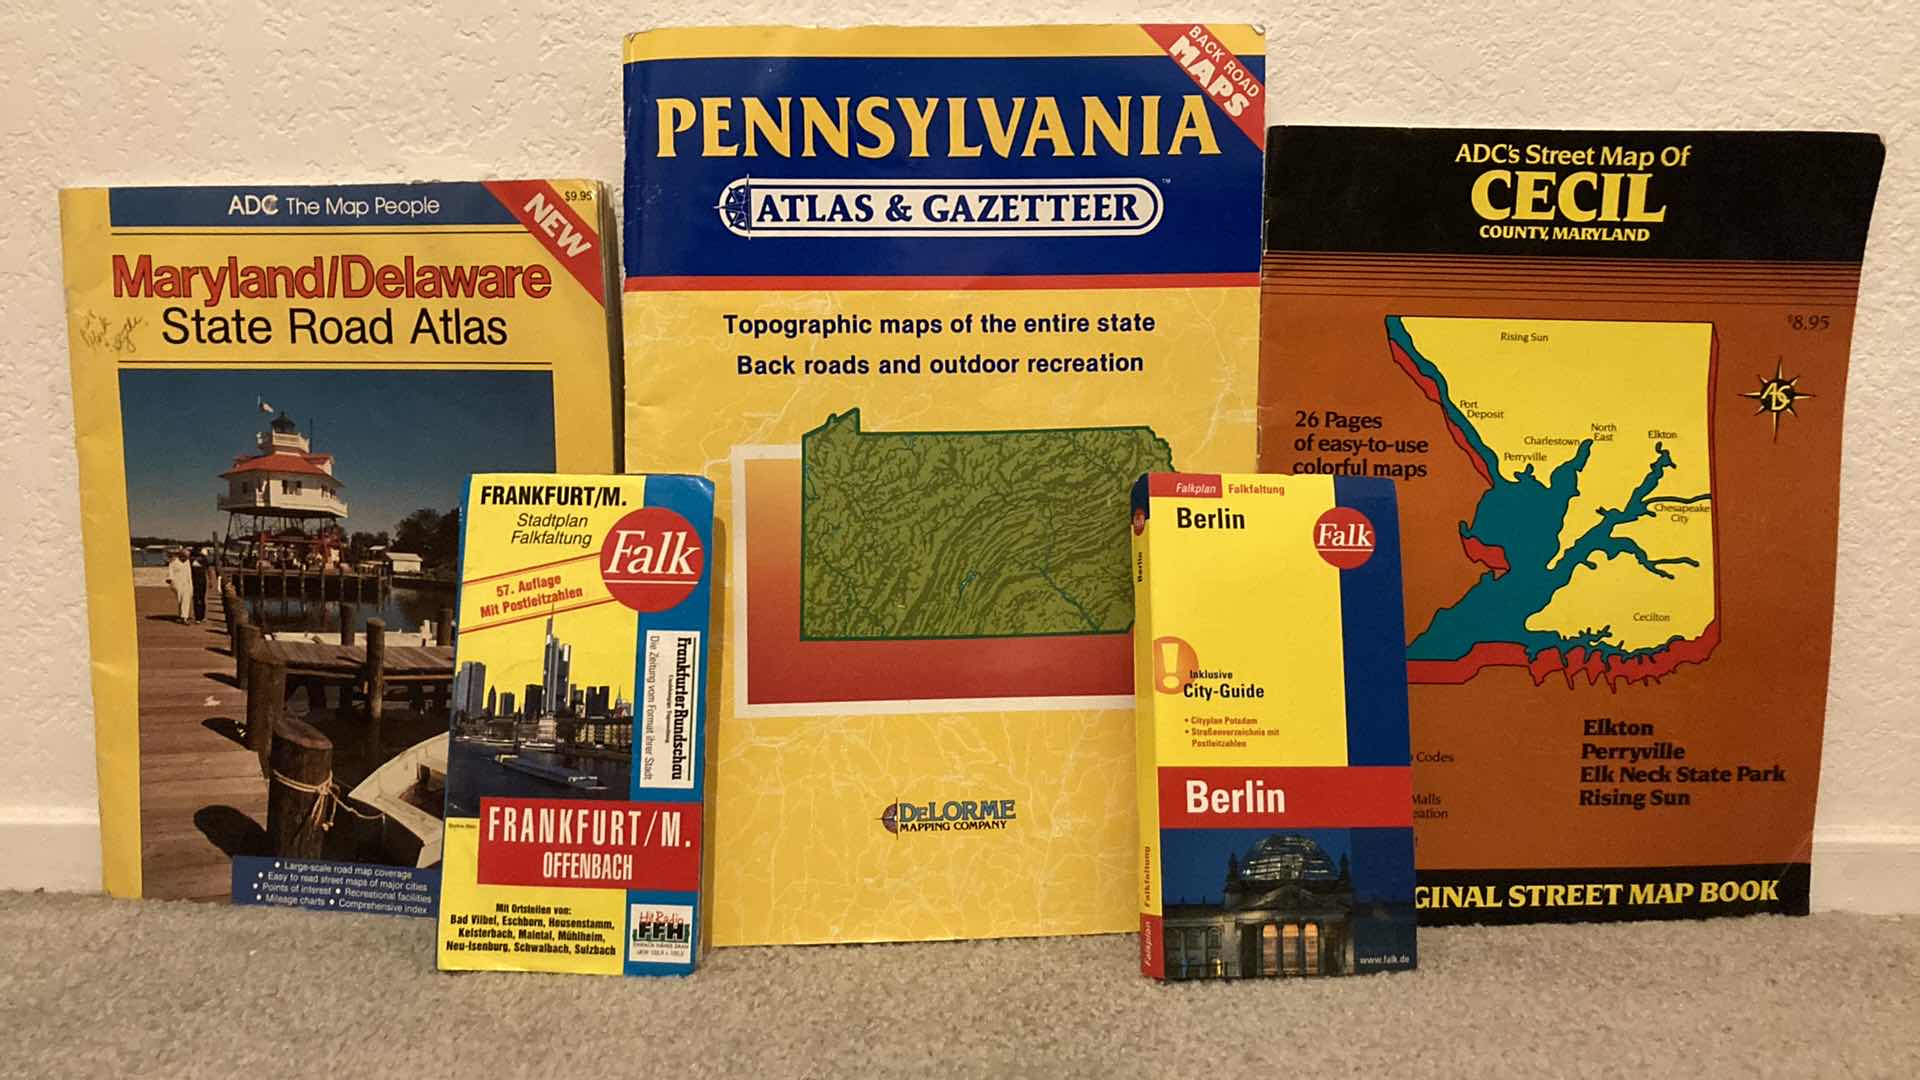 ADC The Map People
$9.95
NEW
Maryland/Delaware
State Road Atlas
• Large-scale road map coverage
• Easy to read street maps of major cities
• Points of interest • Recreational facilities
• Mileage charts • Comprehensive index
FRANKFURT/M.
Stadtplan
Falkfaltung
Falk
57. Auflage
Mit Postleitzahlen
Frankfurter Rundschau
Die Zeitung vom Format ihrer Stadt
FRANKFURT/M.
OFFENBACH
Mit Ortsteilen von:
Bad Vilbel, Eschborn, Heusenstamm,
Kelsterbach, Maintal, Mühlheim,
Neu-Isenburg, Schwalbach, Sulzbach
Hit Radio
FFH
BACK ROAD
MAPS
PENNSYLVANIA
ATLAS & GAZETTEER
TM
Topographic maps of the entire state
Back roads and outdoor recreation
DELORME
MAPPING COMPANY
Falkplan Falkfaltung
Berlin
Falk
Berlin
Inklusive
City-Guide
• Cityplan Potsdam
• Straßenverzeichnis mit
Postleitzahlen
Berlin
Falkfaltung
Falkplan
www.falk.de
ADC's Street Map Of
CECIL
COUNTY, MARYLAND
$8.95
Rising Sun
Port
Deposit
North
East
Charlestown
Elkton
Perryville
Chesapeake
City
Cecilton
ADC
26 Pages
of easy-to-use
colorful maps
Codes
Malls
Elkton
Perryville
Elk Neck State Park
Rising Sun
GINAL STREET MAP BOOK